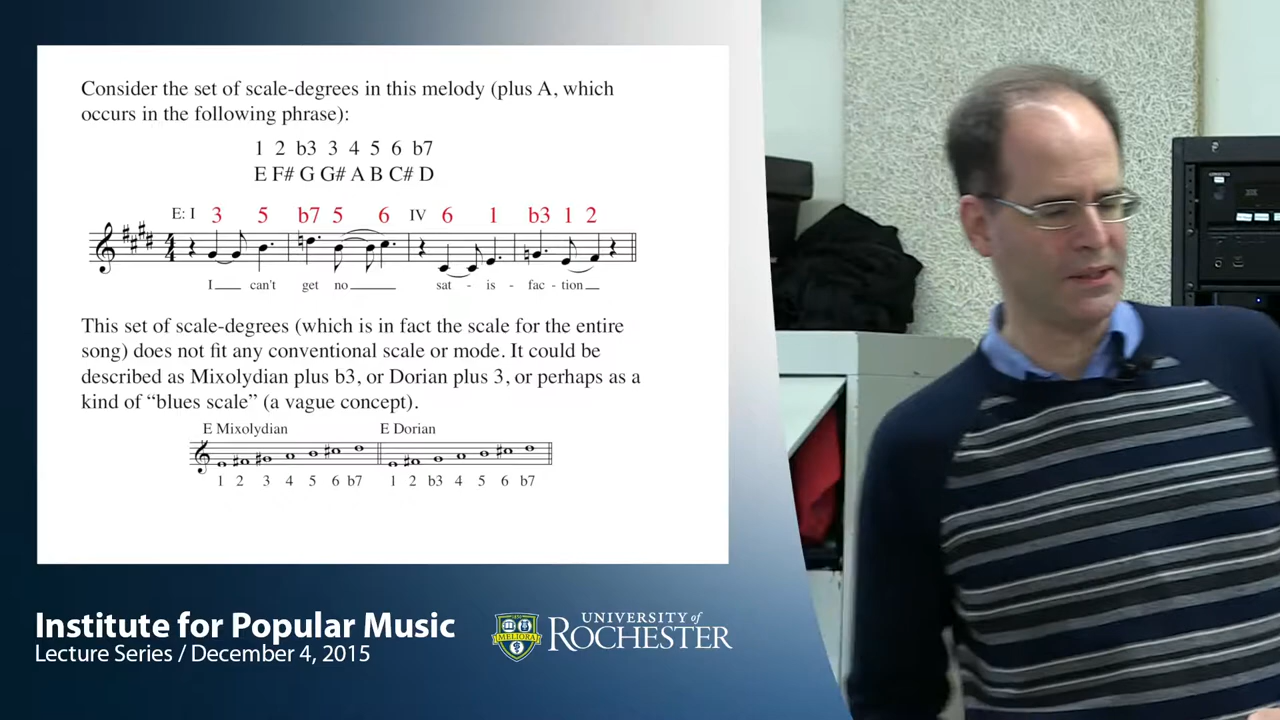 Consider the set of scale-degrees in this melody (plus A, which
occurs in the following phrase):
1 2 b3 3 4 5 6 b7
E F# G G# A B C# D
E: I 3 5 b7 5 6 IV 6 1 b3 1 2
4
4
I can't get no sat - is - fac - tion
This set of scale-degrees (which is in fact the scale for the entire
song) does not fit any conventional scale or mode. It could be
described as Mixolydian plus b3, or Dorian plus 3, or perhaps as a
kind of “blues scale” (a vague concept).
E Mixolydian E Dorian
1 2 3 4 5 6 b7 1 2 b3 4 5 6 b7
Institute for Popular Music
Lecture Series / December 4, 2015
MELIORA
UNIVERSITY of
ROCHESTER